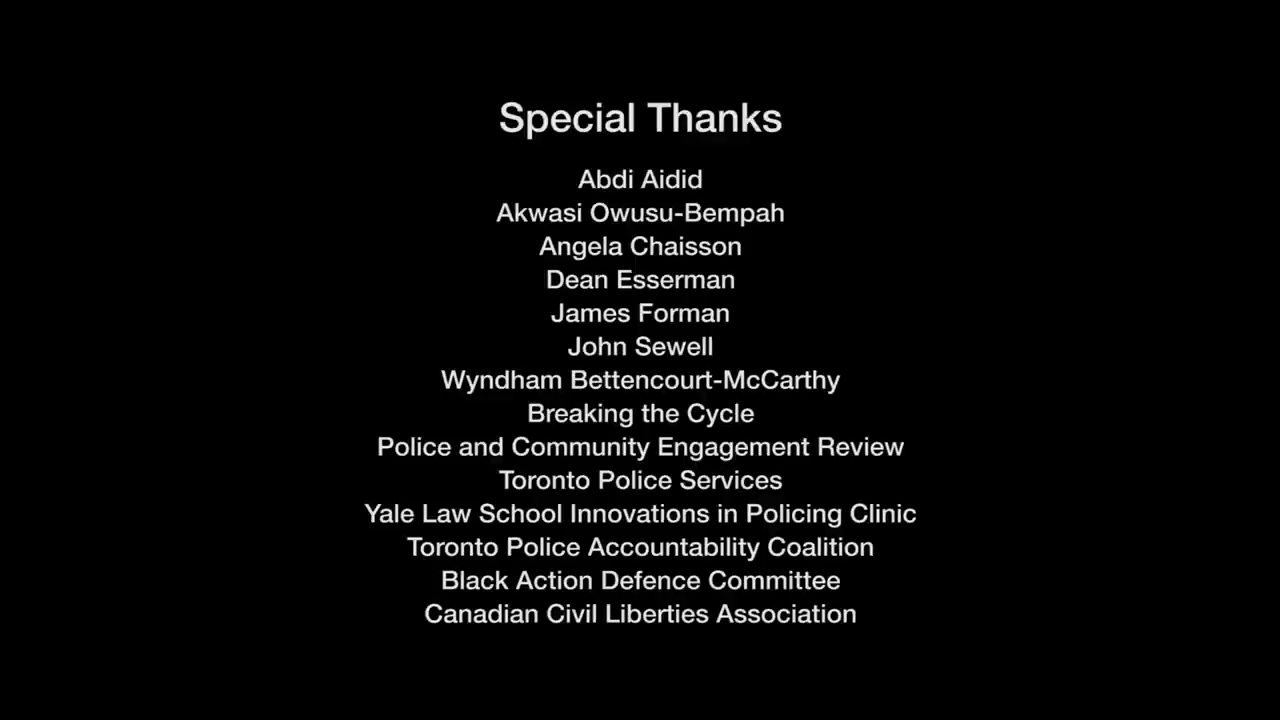 Special Thanks
Abdi Aidid
Akwasi Owusu-Bempah
Angela Chaisson
Dean Esserman
James Forman
John Sewell
Wyndham Bettencourt-McCarthy
Breaking the Cycle
Police and Community Engagement Review
Toronto Police Services
Yale Law School Innovations in Policing Clinic
Toronto Police Accountability Coalition
Black Action Defence Committee
Canadian Civil Liberties Association